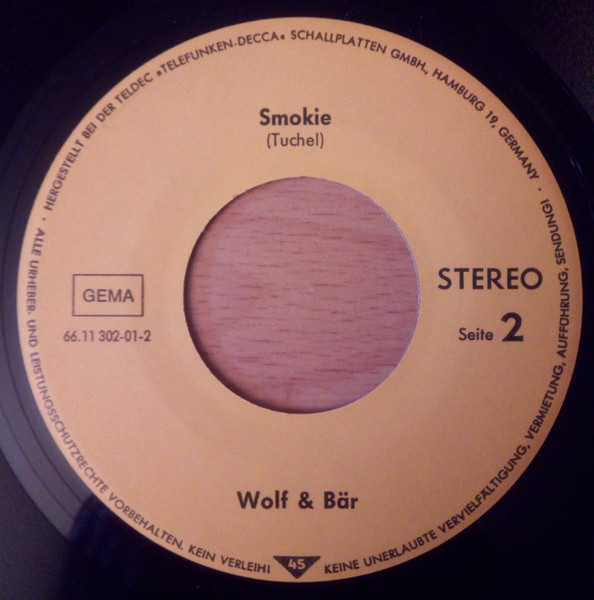 · HERGESTELLT BEI DER TELDEC »TELEFUNKEN-DECCA« SCHALLPLATTEN GMBH., HAMBURG 19, GERMANY ·
Smokie
(Tuchel)
GEMA
STEREO
66.11 302-01-2
Seite 2
Wolf & Bär
ALLE URHEBER- UND LEISTUNGSSCHUTZRECHTE VORBEHALTEN. KEIN VERLEIH! KEINE UNERLAUBTE VERVIELFÄLTIGUNG, VERMIETUNG, AUFFÜHRUNG, SENDUNG!
45